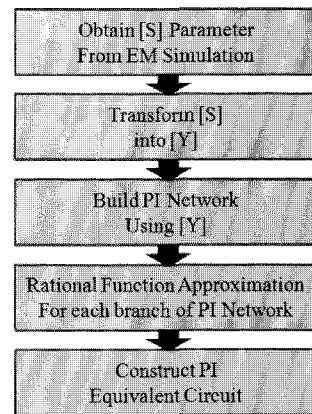 Obtain [S] Parameter
From EM Simulation
Transform [S]
into [Y]
Build PI Network
Using [Y]
Rational Function Approximation
For each branch of PI Network
Construct PI
Equivalent Circuit